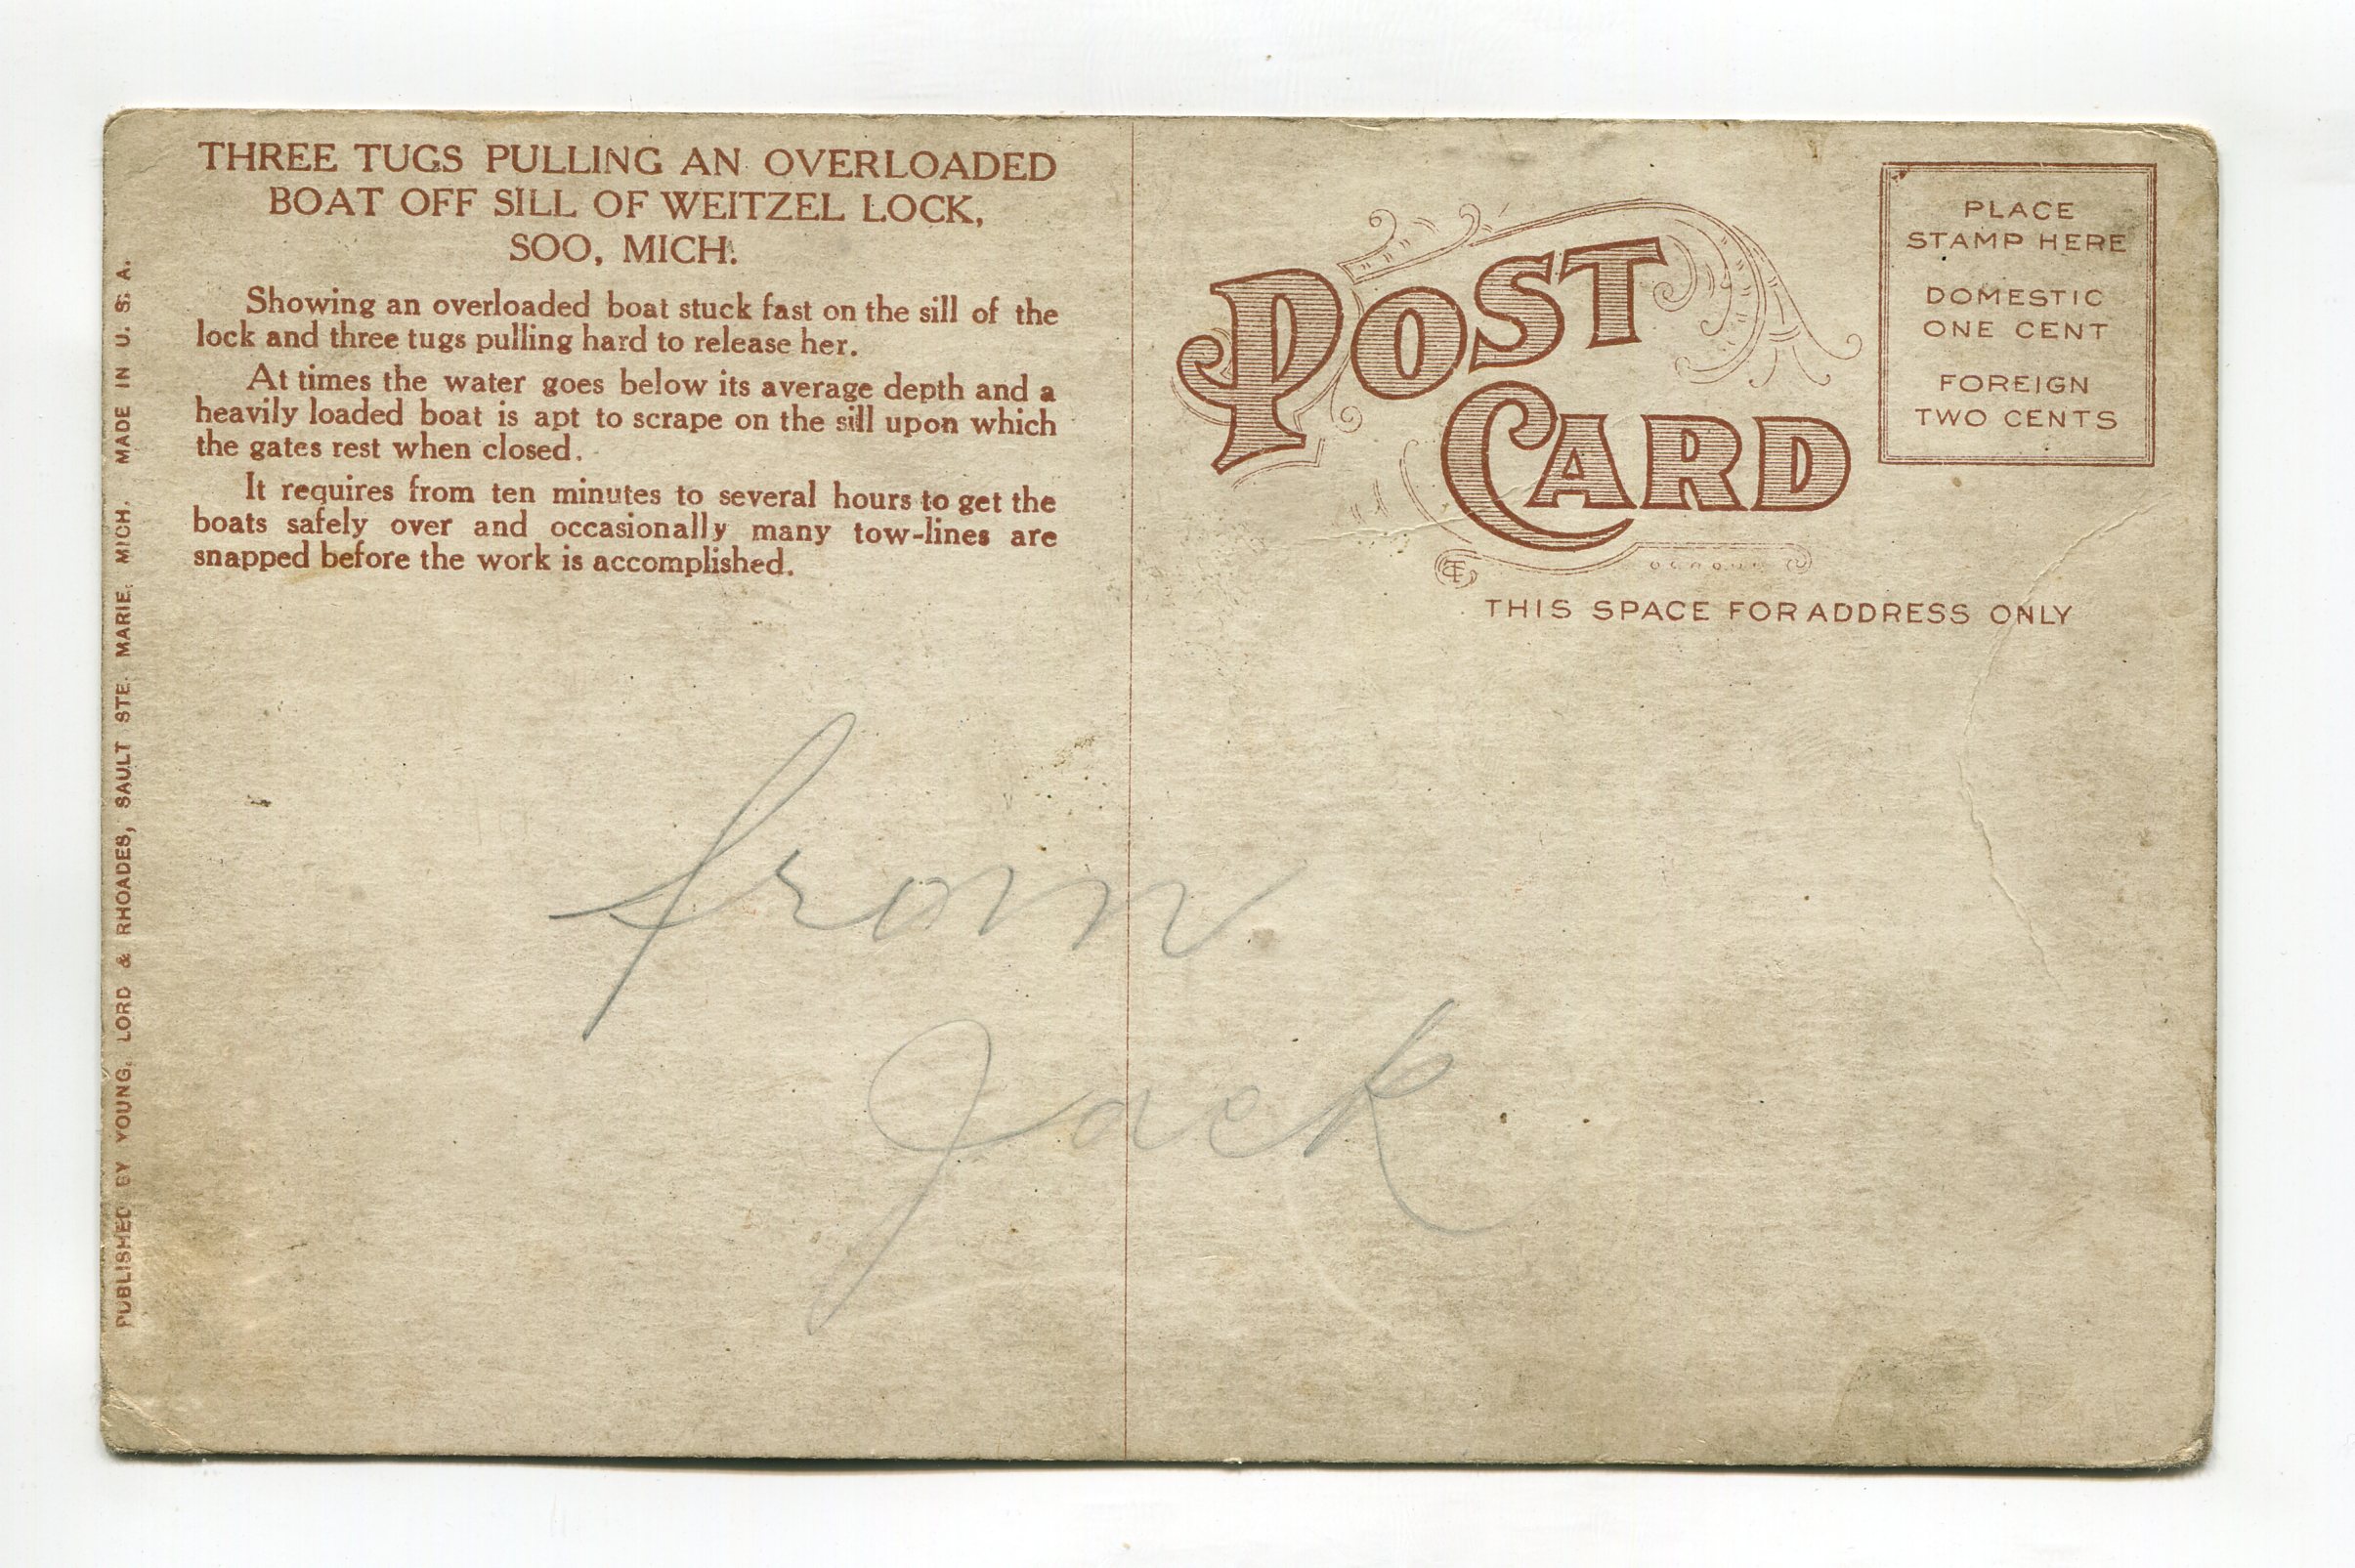 THREE TUGS PULLING AN OVERLOADED
BOAT OFF SILL OF WEITZEL LOCK,
SOO, MICH.
Showing an overloaded boat stuck fast on the sill of the
lock and three tugs pulling hard to release her.
At times the water goes below its average depth and a
heavily loaded boat is apt to scrape on the sill upon which
the gates rest when closed.
It requires from ten minutes to several hours to get the
boats safely over and occasionally many tow-lines are
snapped before the work is accomplished.
PUBLISHED BY YOUNG, LORD & RHOADES, SAULT STE. MARIE, MICH. MADE IN U. S. A.
POST
CARD
PLACE
STAMP HERE
DOMESTIC
ONE CENT
FOREIGN
TWO CENTS
THIS SPACE FOR ADDRESS ONLY
from
Jack